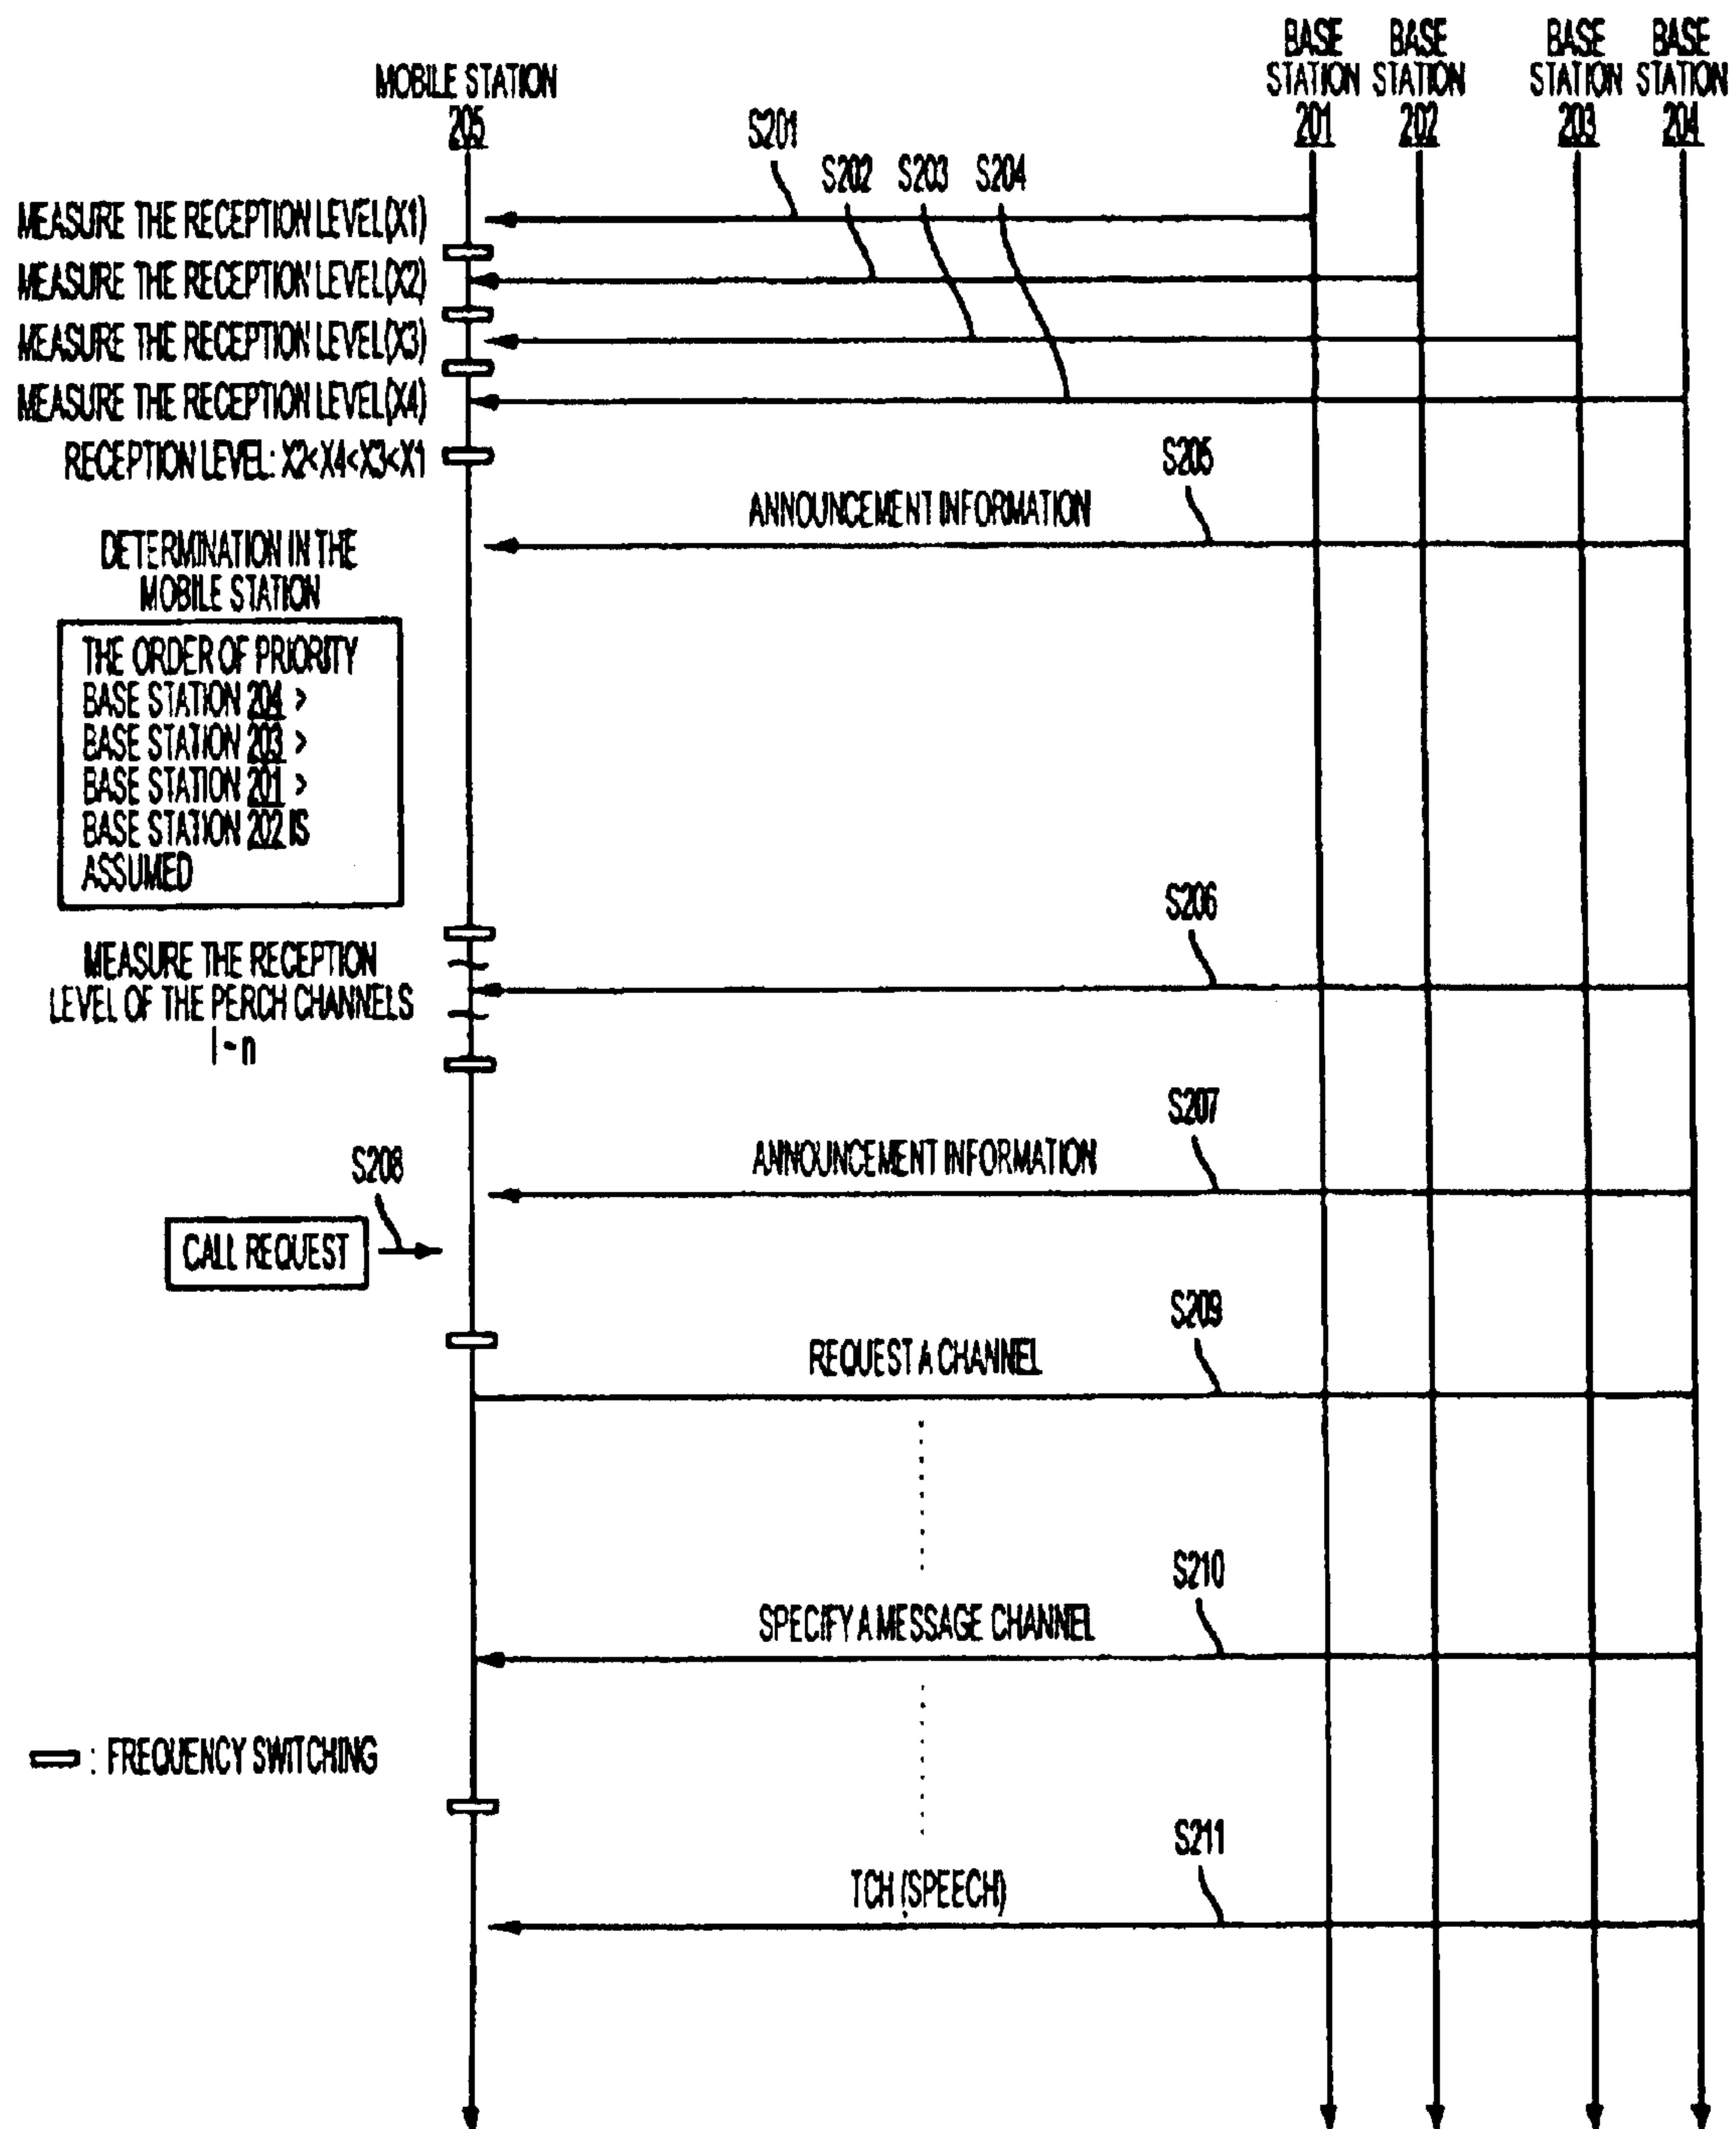 MOBILE STATION
205
BASE
STATION
201
BASE
STATION
202
BASE
STATION
203
BASE
STATION
204
S201
S202 S203 S204
MEASURE THE RECEPTION LEVEL(X1)
MEASURE THE RECEPTION LEVEL(X2)
MEASURE THE RECEPTION LEVEL(X3)
MEASURE THE RECEPTION LEVEL(X4)
RECEPTION LEVEL: X2<X4<X3<X1
S205
ANNOUNCEMENT INFORMATION
DETERMINATION IN THE
MOBILE STATION
THE ORDER OF PRIORITY
BASE STATION 204 >
BASE STATION 203 >
BASE STATION 201 >
BASE STATION 202 IS
ASSUMED
S206
MEASURE THE RECEPTION
LEVEL OF THE PERCH CHANNELS
l~n
S207
ANNOUNCEMENT INFORMATION
S208
CALL REQUEST
S209
REQUEST A CHANNEL
S210
SPECIFY A MESSAGE CHANNEL
: FREQUENCY SWITCHING
S211
TCH (SPEECH)